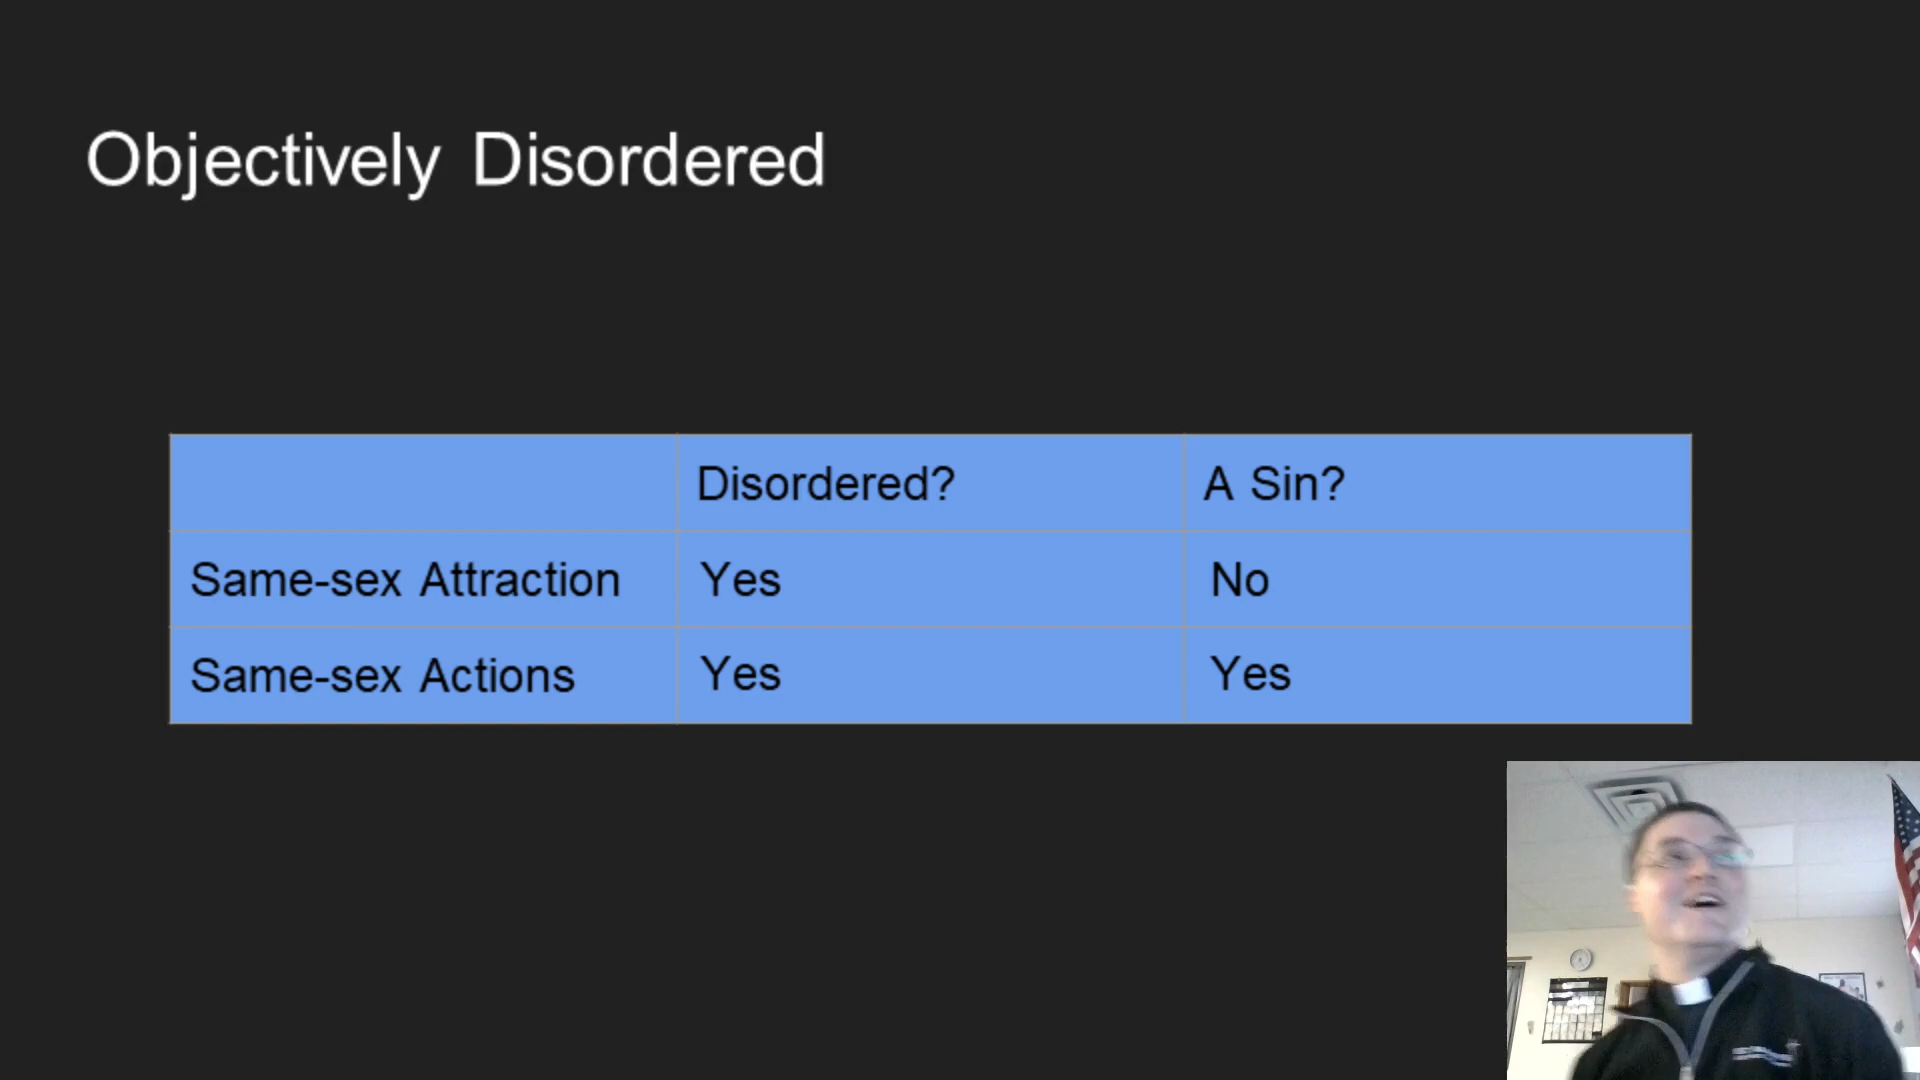 Objectively Disordered
Disordered? A Sin?
Same-sex Attraction Yes No
Same-sex Actions Yes Yes